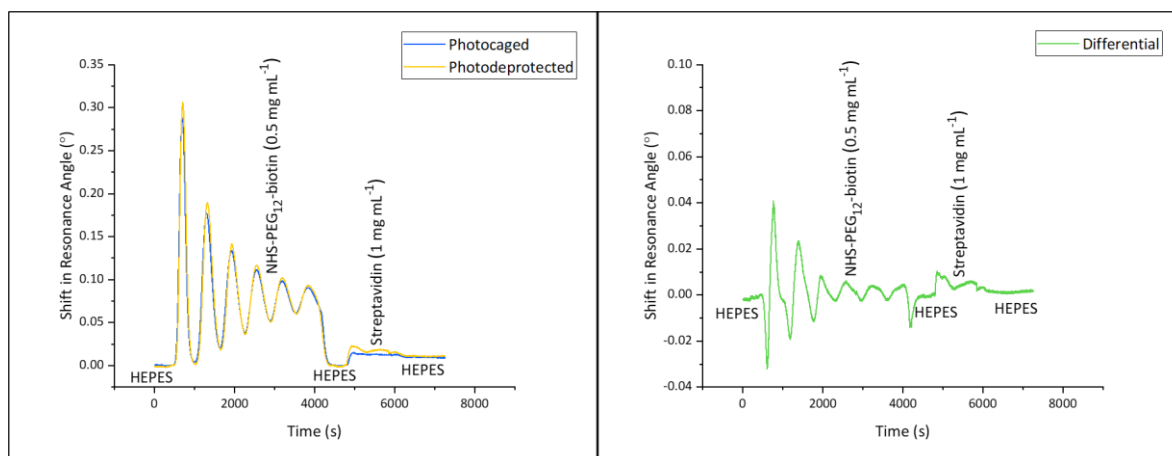 Photocaged
Photodeprotected
0.35
0.30
0.25
0.20
0.15
0.10
0.05
0.00
Shift in Resonance Angle (°)
NHS-PEG12-biotin (0.5 mg mL-1)
Streptavidin (1 mg mL-1)
HEPES
HEPES
HEPES
0
2000
4000
6000
8000
Time (s)
Differential
0.10
0.08
0.06
0.04
0.02
0.00
-0.02
-0.04
Shift in Resonance Angle (°)
NHS-PEG12-biotin (0.5 mg mL-1)
Streptavidin (1 mg mL-1)
HEPES
HEPES
HEPES
0
2000
4000
6000
8000
Time (s)